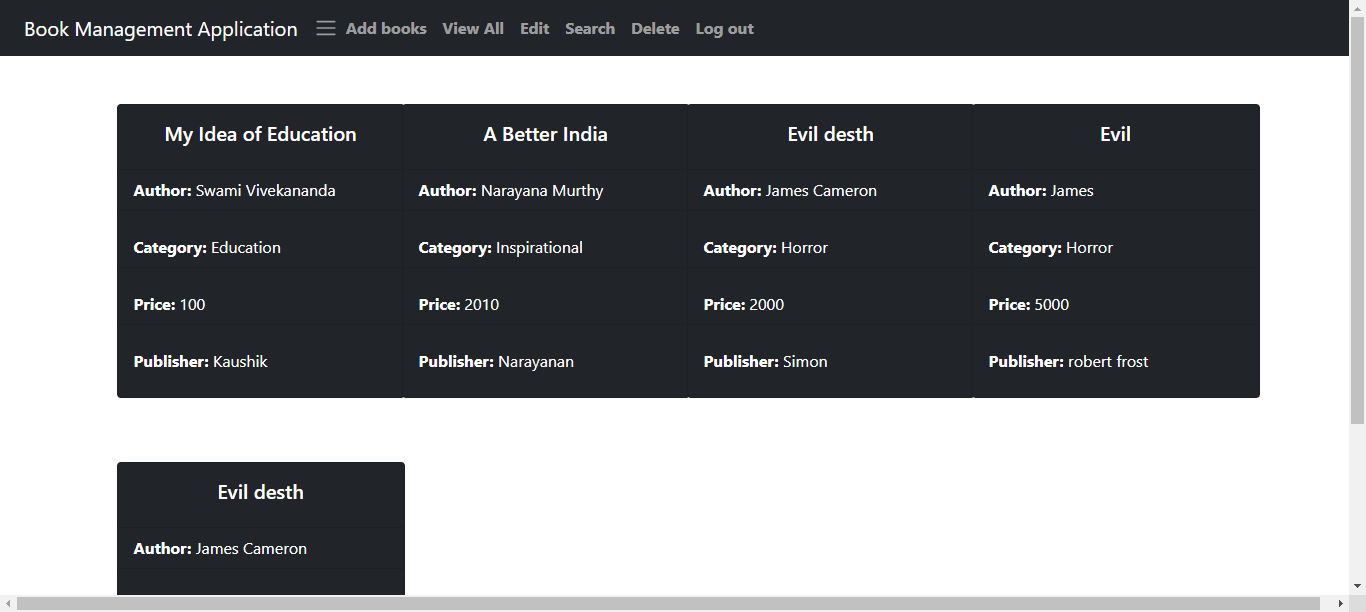 Book Management Application Add books View All Edit Search Delete Log out
My Idea of Education
Author: Swami Vivekananda
Category: Education
Price: 100
Publisher: Kaushik
A Better India
Author: Narayana Murthy
Category: Inspirational
Price: 2010
Publisher: Narayanan
Evil desth
Author: James Cameron
Category: Horror
Price: 2000
Publisher: Simon
Evil
Author: James
Category: Horror
Price: 5000
Publisher: robert frost
Evil desth
Author: James Cameron